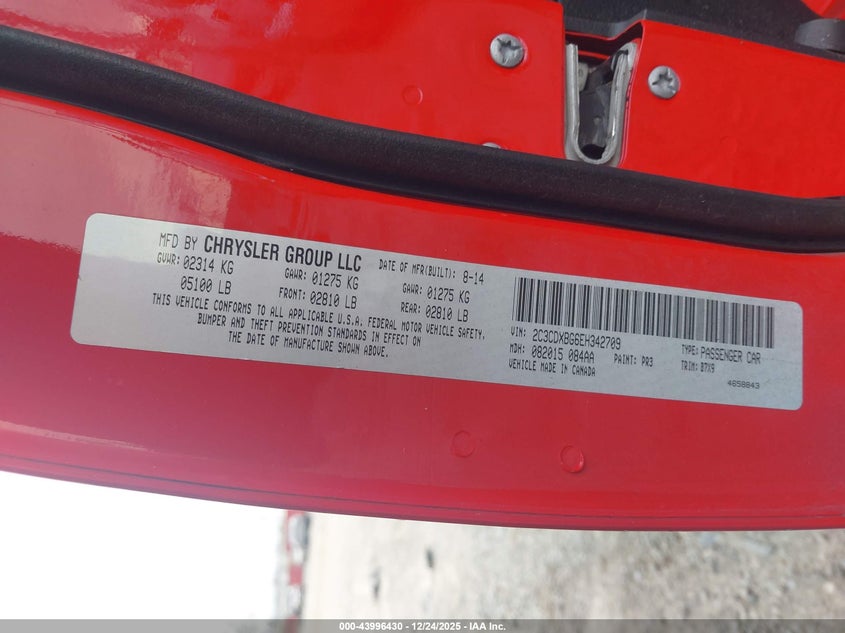 MFD BY CHRYSLER GROUP LLC
DATE OF MFR(BUILT): 8-14
GVWR: 02314 KG
05100 LB
GAWR: 01275 KG
FRONT: 02810 LB
GAWR: 01275 KG
REAR: 02810 LB
THIS VEHICLE CONFORMS TO ALL APPLICABLE U.S.A. FEDERAL MOTOR VEHICLE SAFETY,
BUMPER AND THEFT PREVENTION STANDARDS IN EFFECT ON
THE DATE OF MANUFACTURE SHOWN ABOVE.
VIN: 2C3CDXBG6EH342709
TYPE: PASSENGER CAR
MDH: 082015 084AA
PAINT: PR3
TRIM: B7X9
VEHICLE MADE IN CANADA
4658843
000-43996430 - 12/24/2025 - IAA Inc.